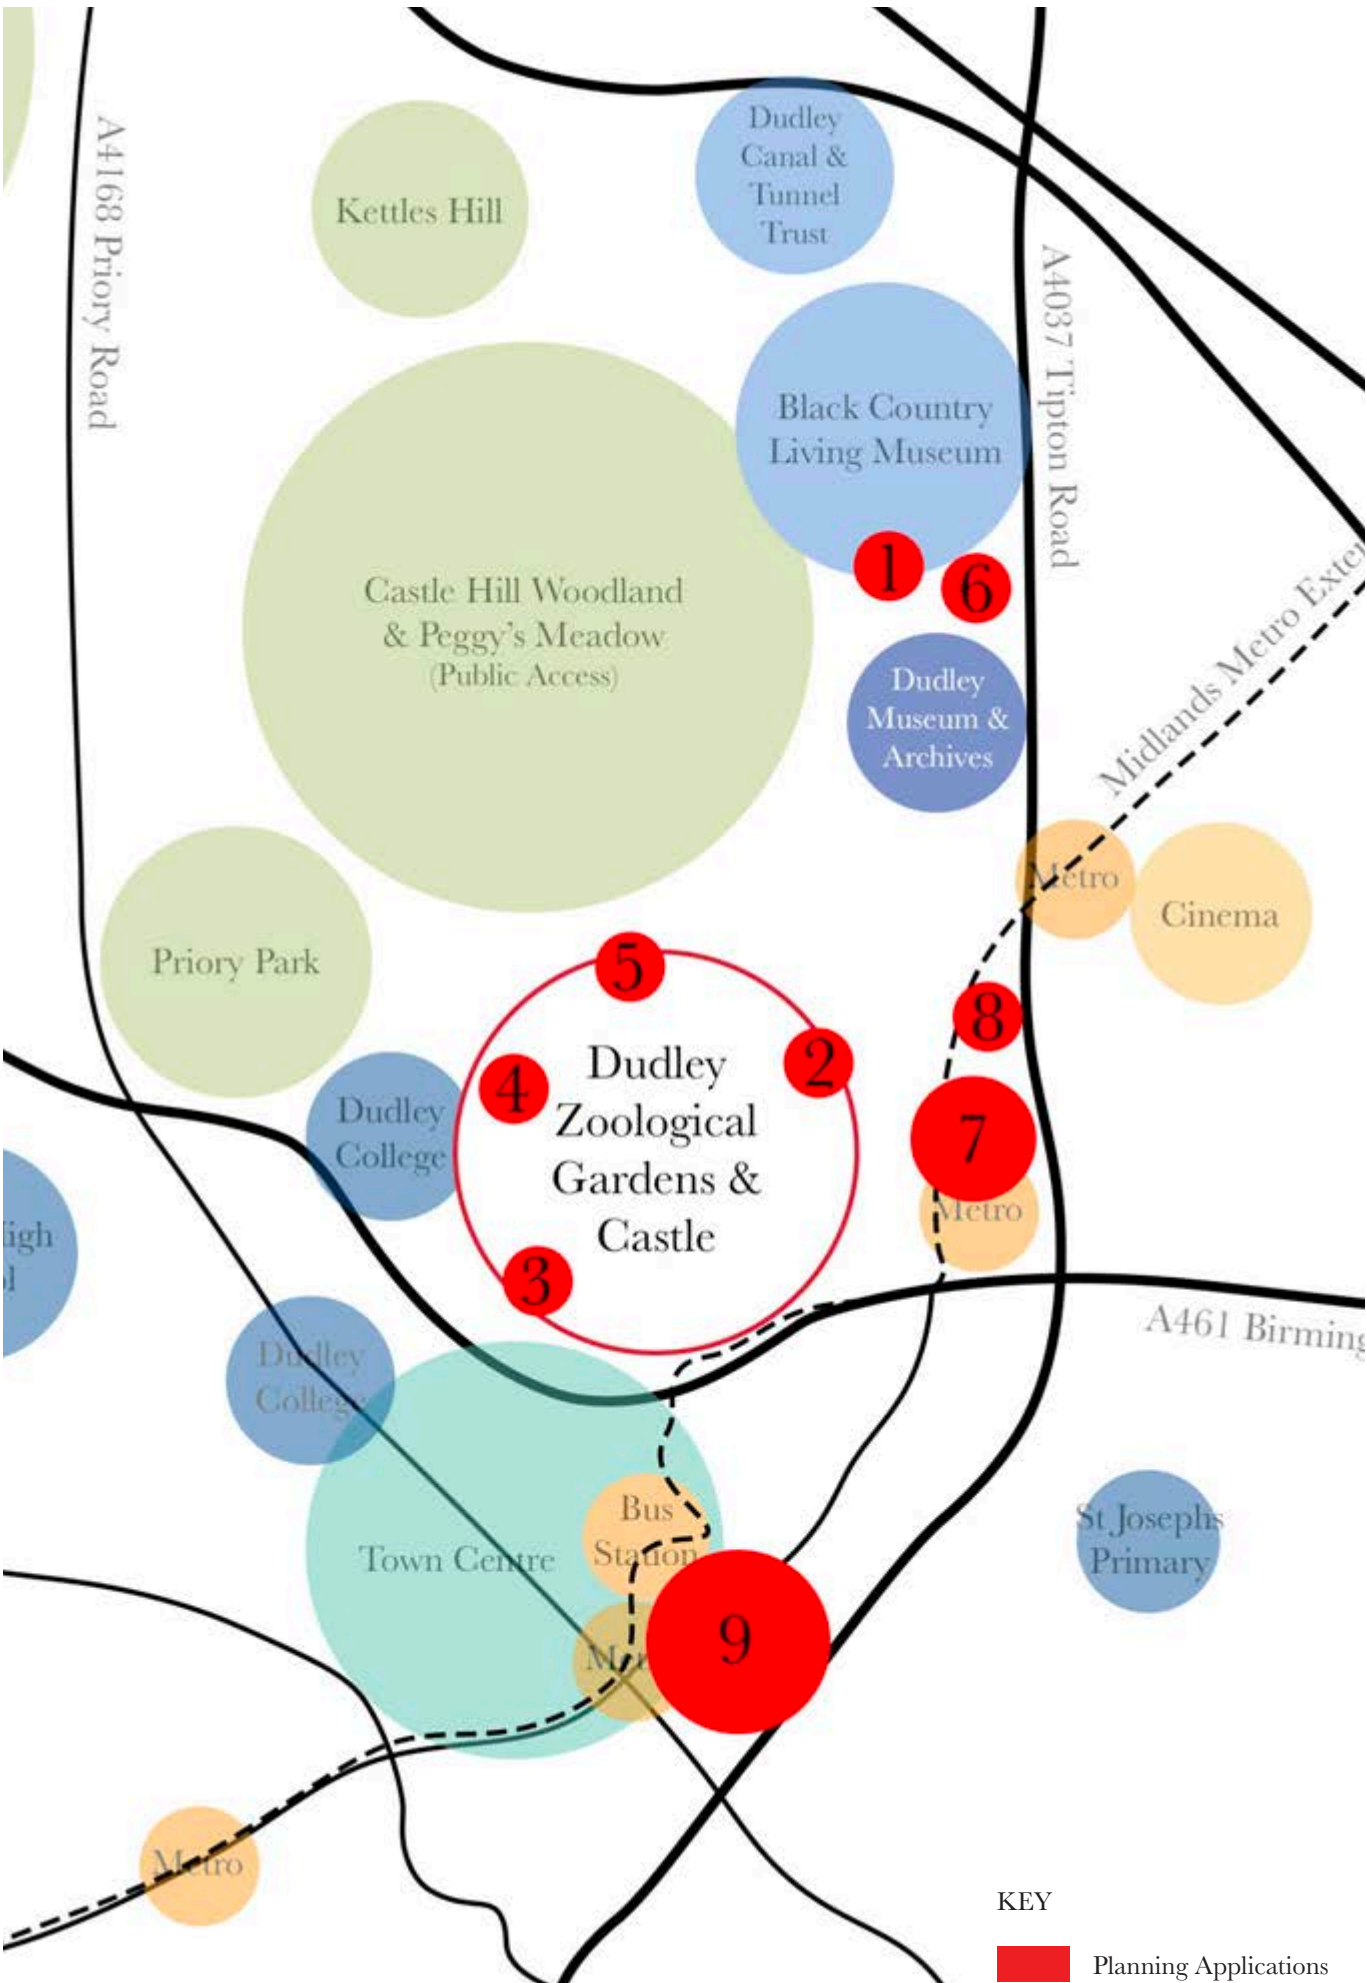 Dudley
Canal &
Tunnel
Trust
A4168 Priory Road
Kettles Hill
A4037 Tipton Road
Black Country
Living Museum
1
6
Castle Hill Woodland
& Peggy's Meadow
(Public Access)
Dudley
Museum &
Archives
Midlands Metro Exte
Metro
Cinema
Priory Park
5
8
2
4
Dudley
Zoological
Gardens &
Castle
Dudley
College
7
Metro
igh
3
A461 Birming
Dudley
College
Bus
Station
St Josephs
Primary
Town Centre
9
Metro
KEY
Planning Applications